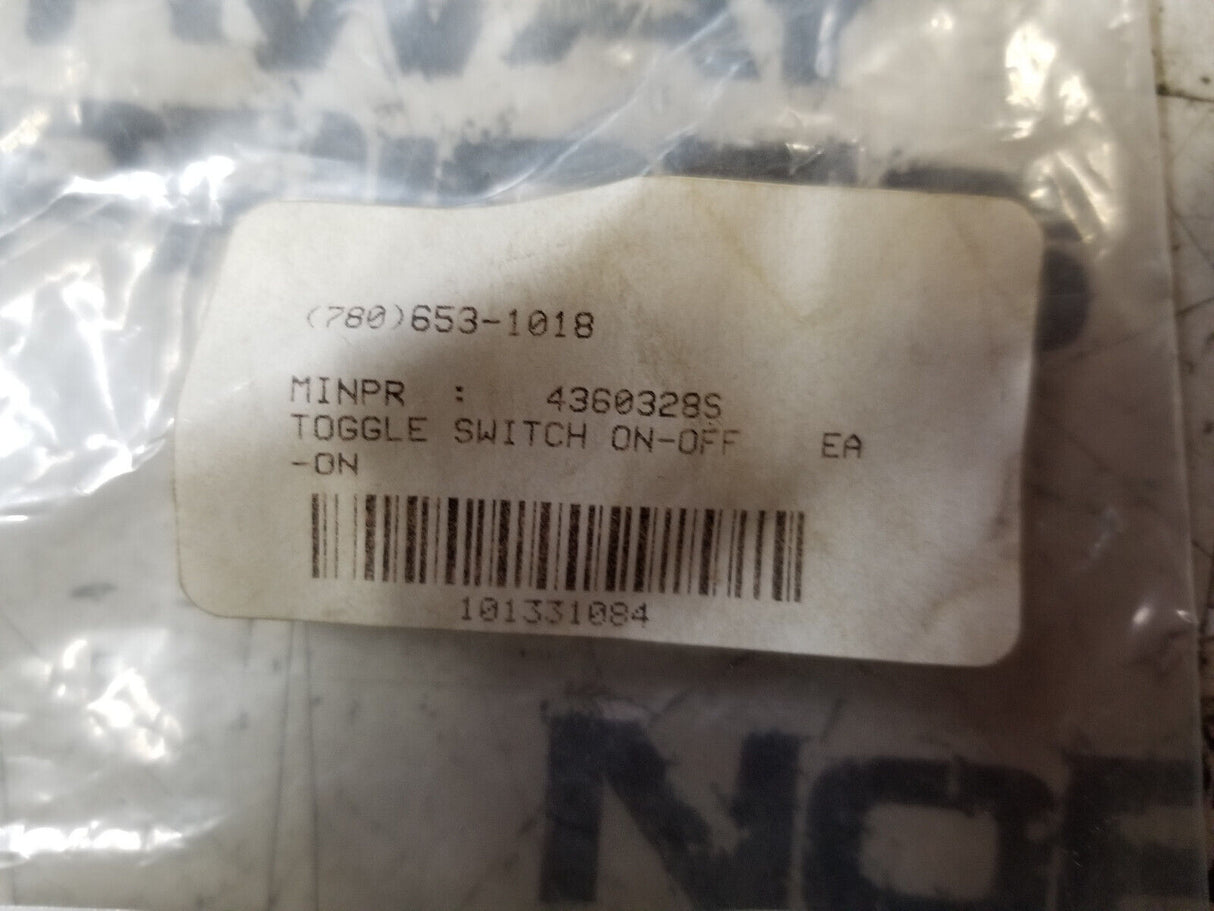 (780)653-1018
MINPR : 4360328S
TOGGLE SWITCH ON-OFF EA
-ON
101331084